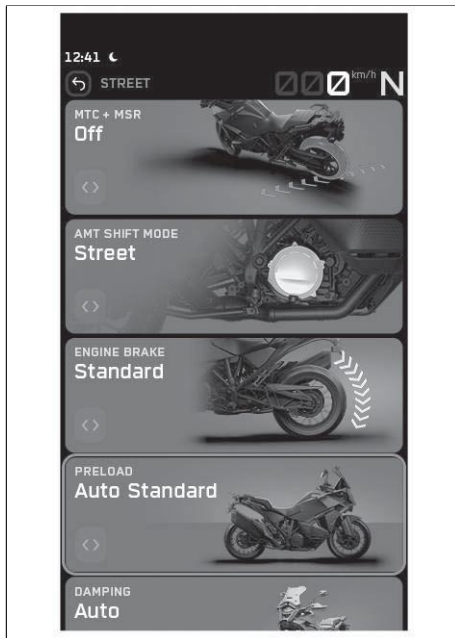 12:41
STREET
000 km/h N
MTC + MSR
Off
AMT SHIFT MODE
Street
ENGINE BRAKE
Standard
PRELOAD
Auto Standard
DAMPING
Auto